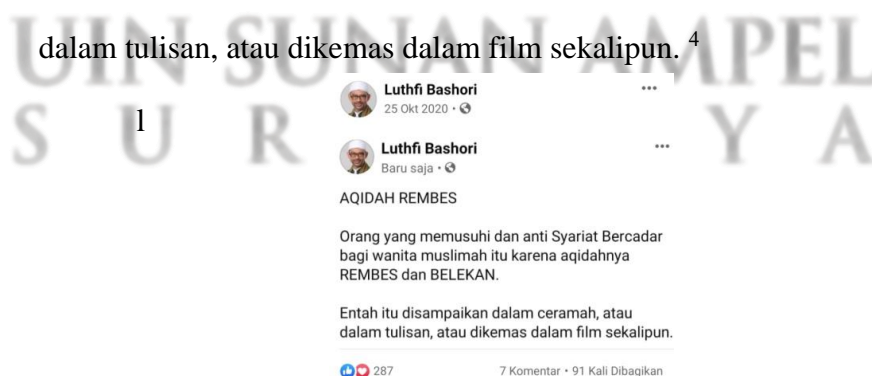 UIN SUNAN AMPEL
dalam tulisan, atau dikemas dalam film sekalipun. 4
S U R A B A Y A
l
Luthfi Bashori
25 Okt 2020 ·
Luthfi Bashori
Baru saja ·
AQIDAH REMBES
Orang yang memusuhi dan anti Syariat Bercadar
bagi wanita muslimah itu karena aqidahnya
REMBES dan BELEKAN.
Entah itu disampaikan dalam ceramah, atau
dalam tulisan, atau dikemas dalam film sekalipun.
287 7 Komentar · 91 Kali Dibagikan